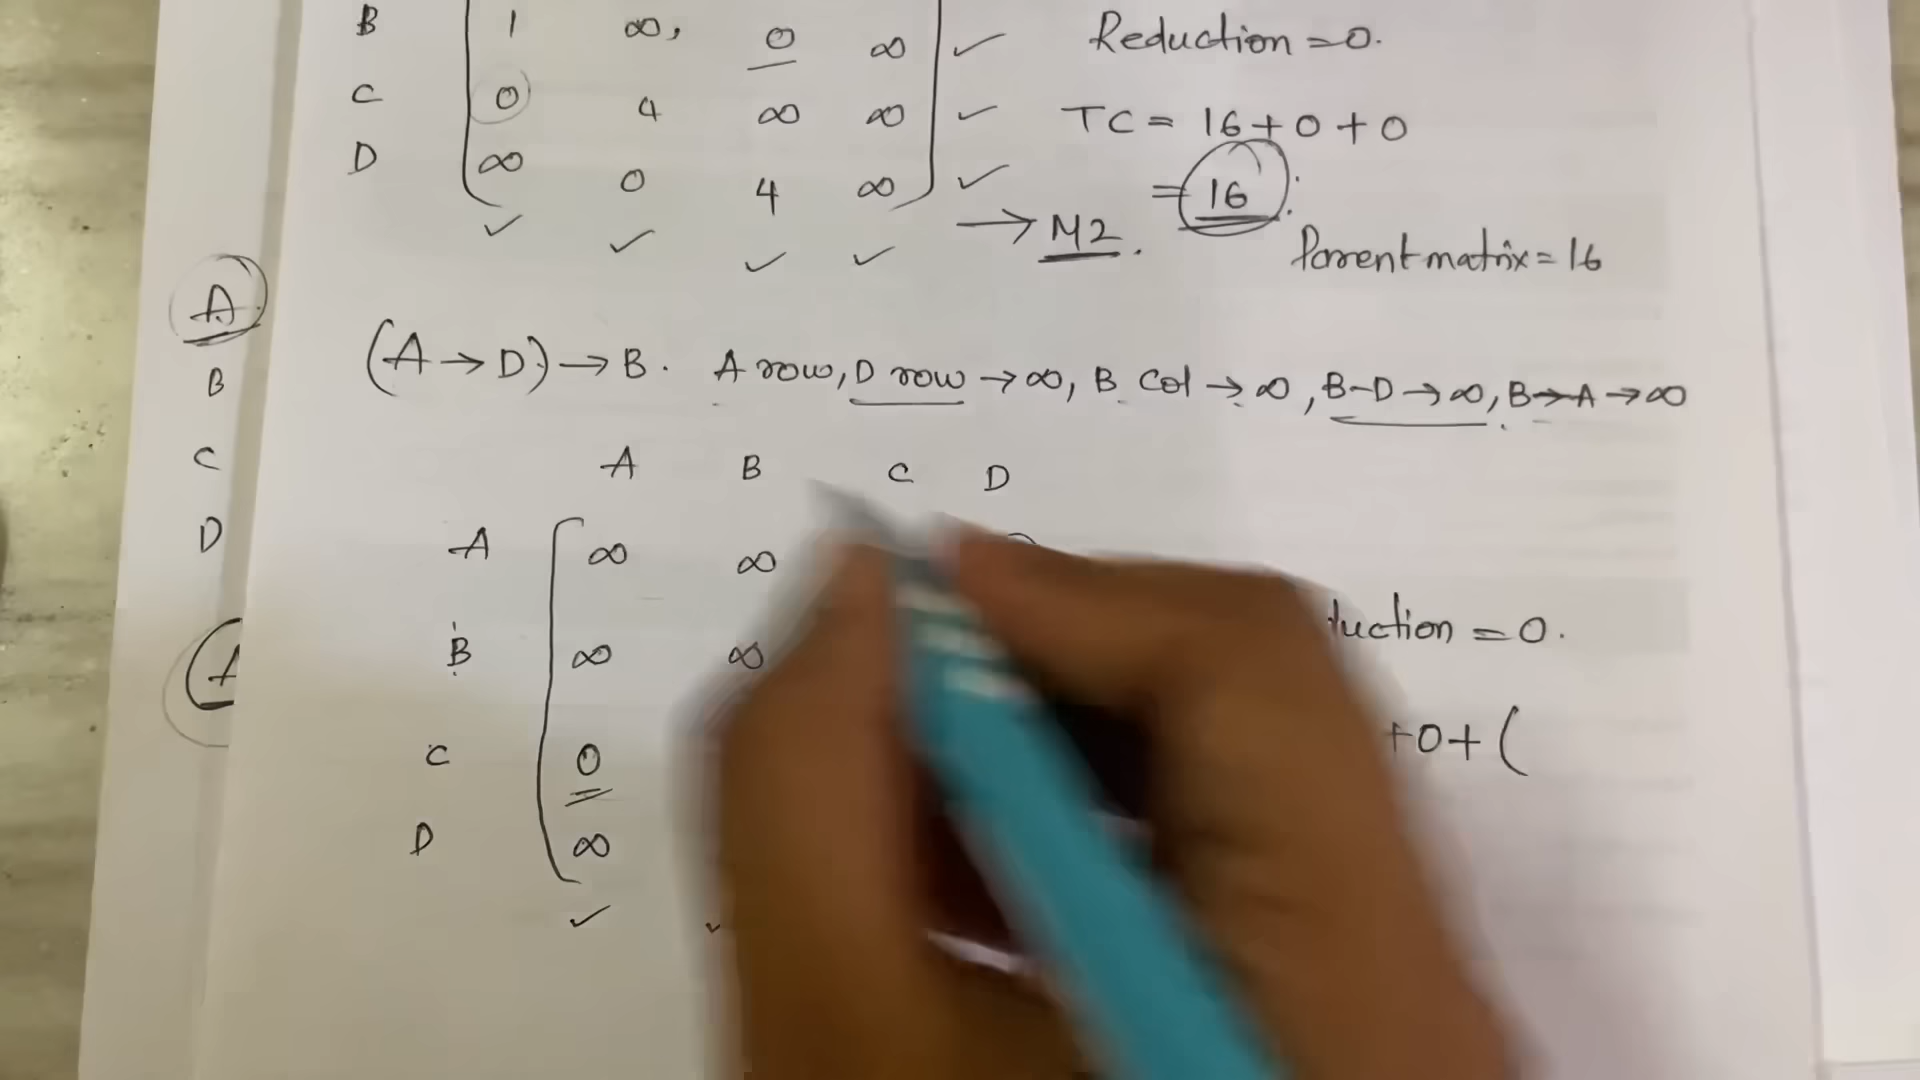 B 1 ∞, 0 ∞ ✓ Reduction = 0.
C 0 4 ∞ ∞ ✓ TC = 16+0+0
D ∞ 0 4 ∞ ✓ = 16
✓ ✓ ✓ ✓ → M2. Parent matrix = 16
A
B
C
D
(A → D) → B. A row, D row → ∞, B Col → ∞, B-D → ∞, B → A → ∞
A B C D
A ∞ ∞
B ∞ ∞ duction = 0.
C 0 +0+(
D ∞
✓